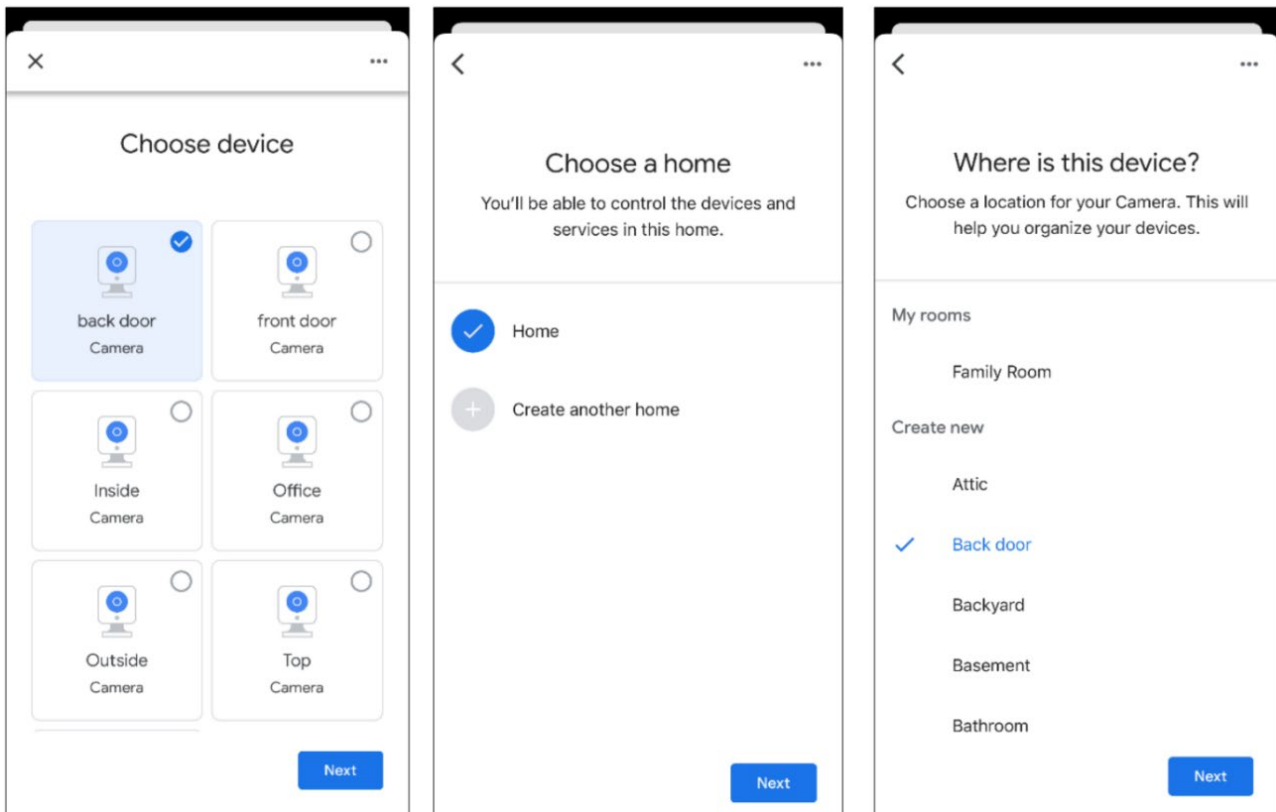 Choose device
back door
Camera
front door
Camera
Inside
Camera
Office
Camera
Outside
Camera
Top
Camera
Next
Choose a home
You'll be able to control the devices and
services in this home.
Home
Create another home
Next
Where is this device?
Choose a location for your Camera. This will
help you organize your devices.
My rooms
Family Room
Create new
Attic
Back door
Backyard
Basement
Bathroom
Next